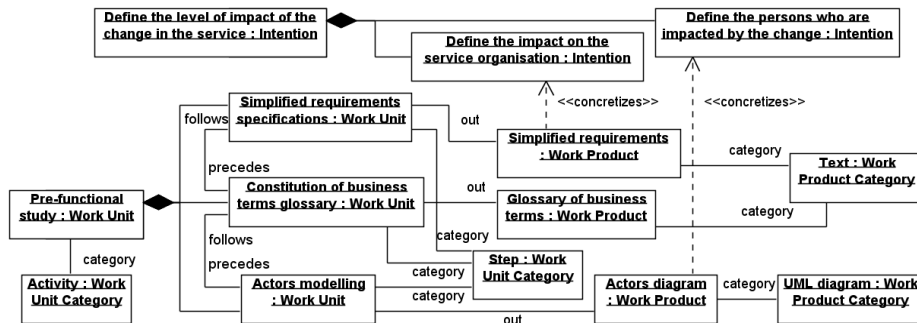 Define the level of impact of the
change in the service : Intention
Define the persons who are
impacted by the change : Intention
Define the impact on the
service organisation : Intention
<<concretizes>>
<<concretizes>>
Simplified requirements
specifications : Work Unit
follows
out
Simplified requirements
: Work Product
category
Text : Work
Product Category
precedes
Constitution of business
terms glossary : Work Unit
out
Glossary of business
terms : Work Product
category
Pre-functional
study : Work Unit
follows
category
category
Step : Work
Unit Category
category
precedes
category
Activity : Work
Unit Category
Actors modelling
: Work Unit
out
Actors diagram
: Work Product
category
UML diagram : Work
Product Category